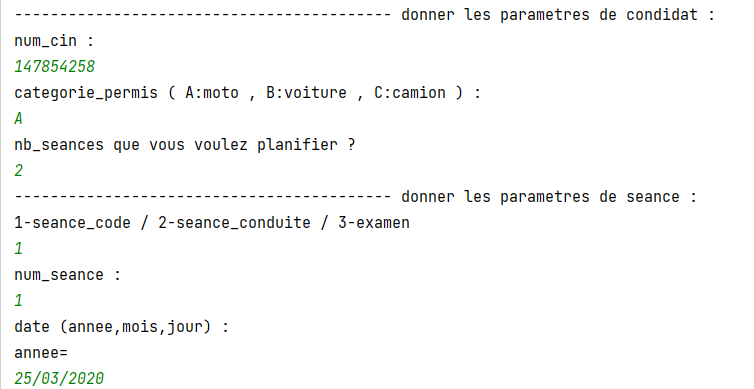 ------------------------------------------ donner les parametres de condidat :
num_cin :
147854258
categorie_permis ( A:moto , B:voiture , C:camion ) :
A
nb_seances que vous voulez planifier ?
2
------------------------------------------ donner les parametres de seance :
1-seance_code / 2-seance_conduite / 3-examen
1
num_seance :
1
date (annee,mois,jour) :
annee=
25/03/2020